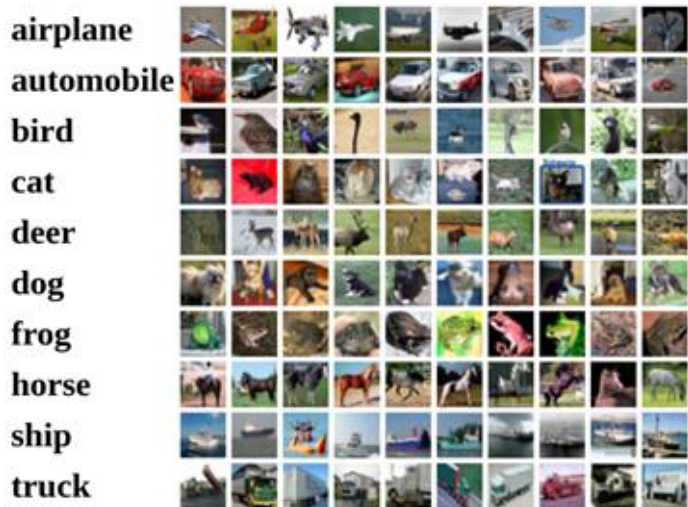 airplane
automobile
bird
cat
deer
dog
frog
horse
ship
truck